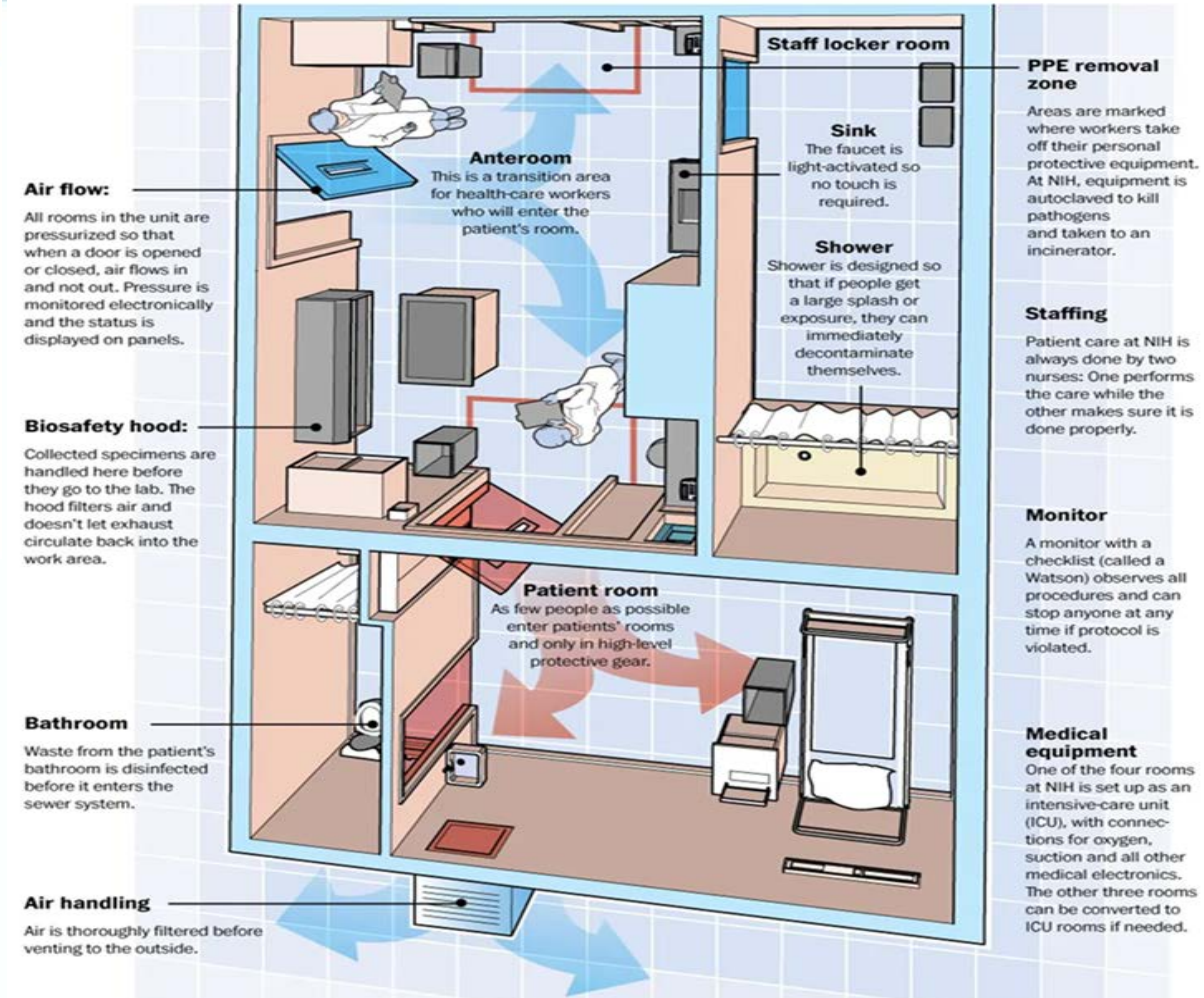 Staff locker room
PPE removal
zone
Areas are marked
where workers take
off their personal
protective equipment.
At NIH, equipment is
autoclaved to kill
pathogens
and taken to an
incinerator.
Anteroom
This is a transition area
for health-care workers
who will enter the
patient's room.
Sink
The faucet is
light-activated so
no touch is
required.
Air flow:
All rooms in the unit are
pressurized so that
when a door is opened
or closed, air flows in
and not out. Pressure is
monitored electronically
and the status is
displayed on panels.
Shower
Shower is designed so
that if people get
a large splash or
exposure, they can
immediately
decontaminate
themselves.
Staffing
Patient care at NIH is
always done by two
nurses: One performs
the care while the
other makes sure it is
done properly.
Biosafety hood:
Collected specimens are
handled here before
they go to the lab. The
hood filters air and
doesn't let exhaust
circulate back into the
work area.
Monitor
A monitor with a
checklist (called a
Watson) observes all
procedures and can
stop anyone at any
time if protocol is
violated.
Patient room
As few people as possible
enter patients' rooms
and only in high-level
protective gear.
Bathroom
Waste from the patient's
bathroom is disinfected
before it enters the
sewer system.
Medical
equipment
One of the four rooms
at NIH is set up as an
intensive-care unit
(ICU), with connec-
tions for oxygen,
suction and all other
medical electronics.
The other three rooms
can be converted to
ICU rooms if needed.
Air handling
Air is thoroughly filtered before
venting to the outside.